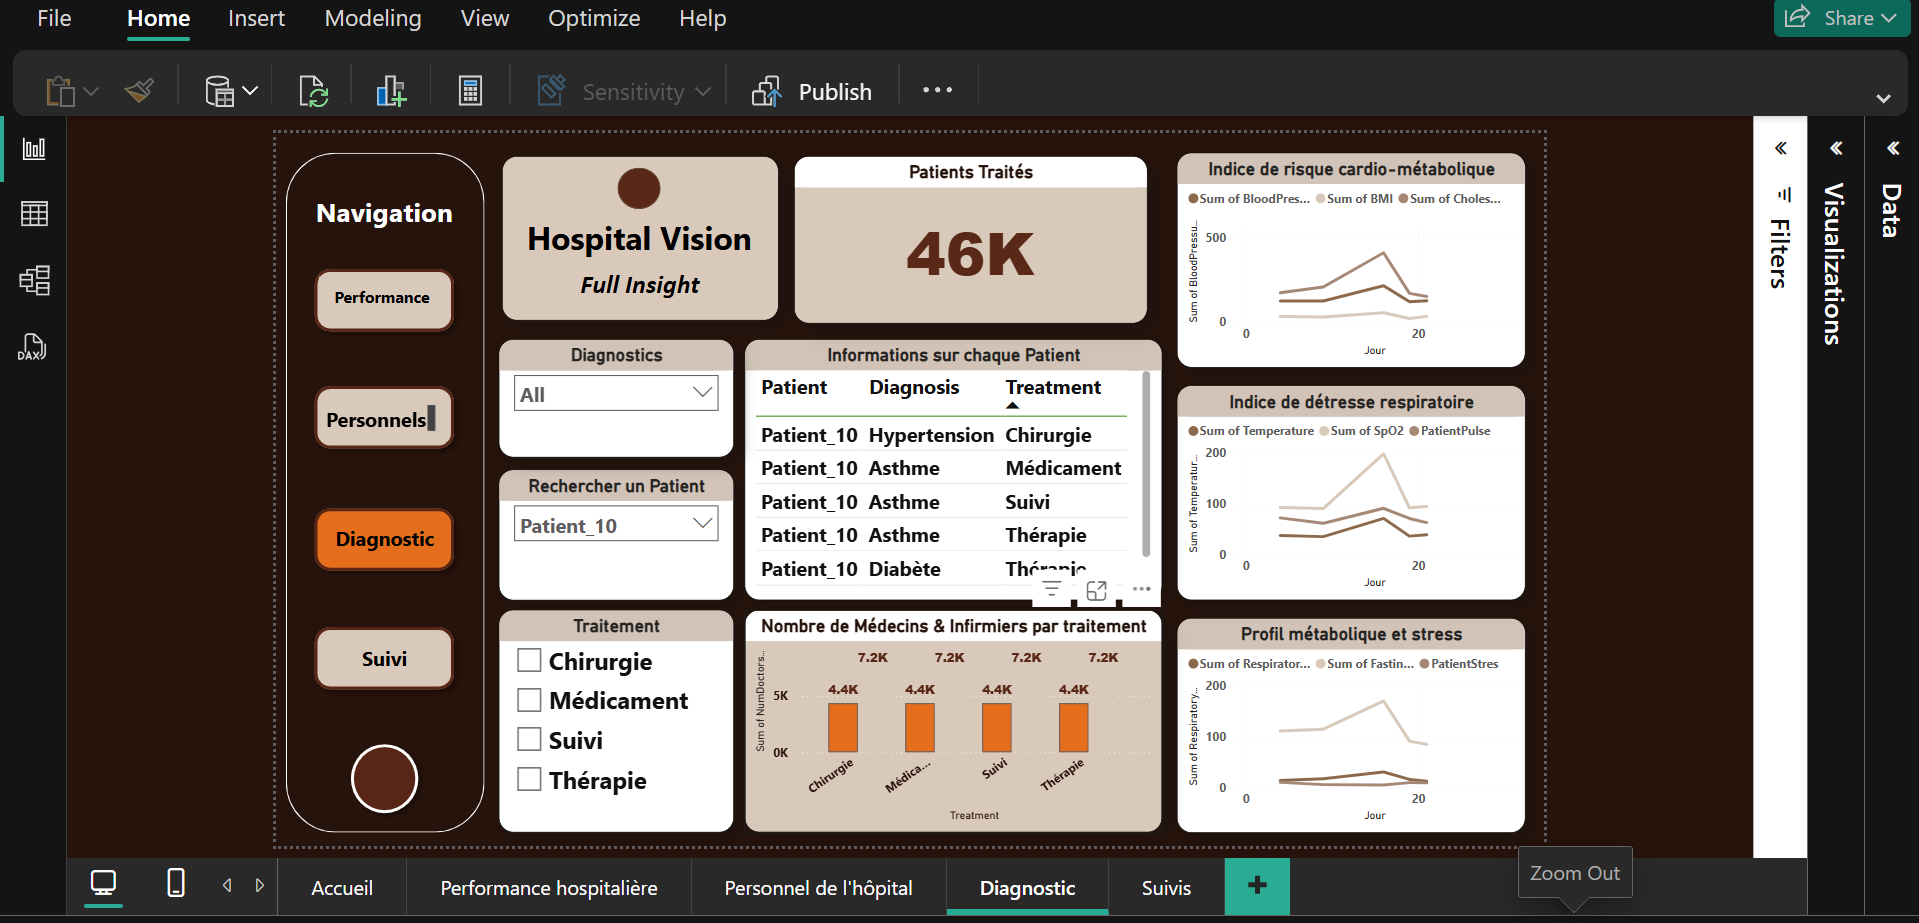 File Home Insert Modeling View Optimize Help Share
Sensitivity Publish
Navigation
Performance
Personnels
Diagnostic
Suivi
Hospital Vision
Full Insight
Patients Traités
46K
Diagnostics
All
Rechercher un Patient
Patient_10
Traitement
Chirurgie
Médicament
Suivi
Thérapie
Informations sur chaque Patient
Patient Diagnosis Treatment
Patient_10 Hypertension Chirurgie
Patient_10 Asthme Médicament
Patient_10 Asthme Suivi
Patient_10 Asthme Thérapie
Patient_10 Diabète Thérapie
Nombre de Médecins & Infirmiers par traitement
Sum of NumDoctors...
7.2K 7.2K 7.2K 7.2K
4.4K 4.4K 4.4K 4.4K
5K
0K
Chirurgie Médica... Suivi Thérapie
Treatment
Indice de risque cardio-métabolique
Sum of BloodPres... Sum of BMI Sum of Choles...
Sum of BloodPressu...
500
0
0 20
Jour
Indice de détresse respiratoire
Sum of Temperature Sum of SpO2 PatientPulse
Sum of Temperatur...
200
100
0
0 20
Jour
Profil métabolique et stress
Sum of Respirator... Sum of Fastin... PatientStres
Sum of Respiratory...
200
100
0
0 20
Jour
Filters
Visualizations
Data
DAX
Zoom Out
Accueil Performance hospitalière Personnel de l'hôpital Diagnostic Suivis